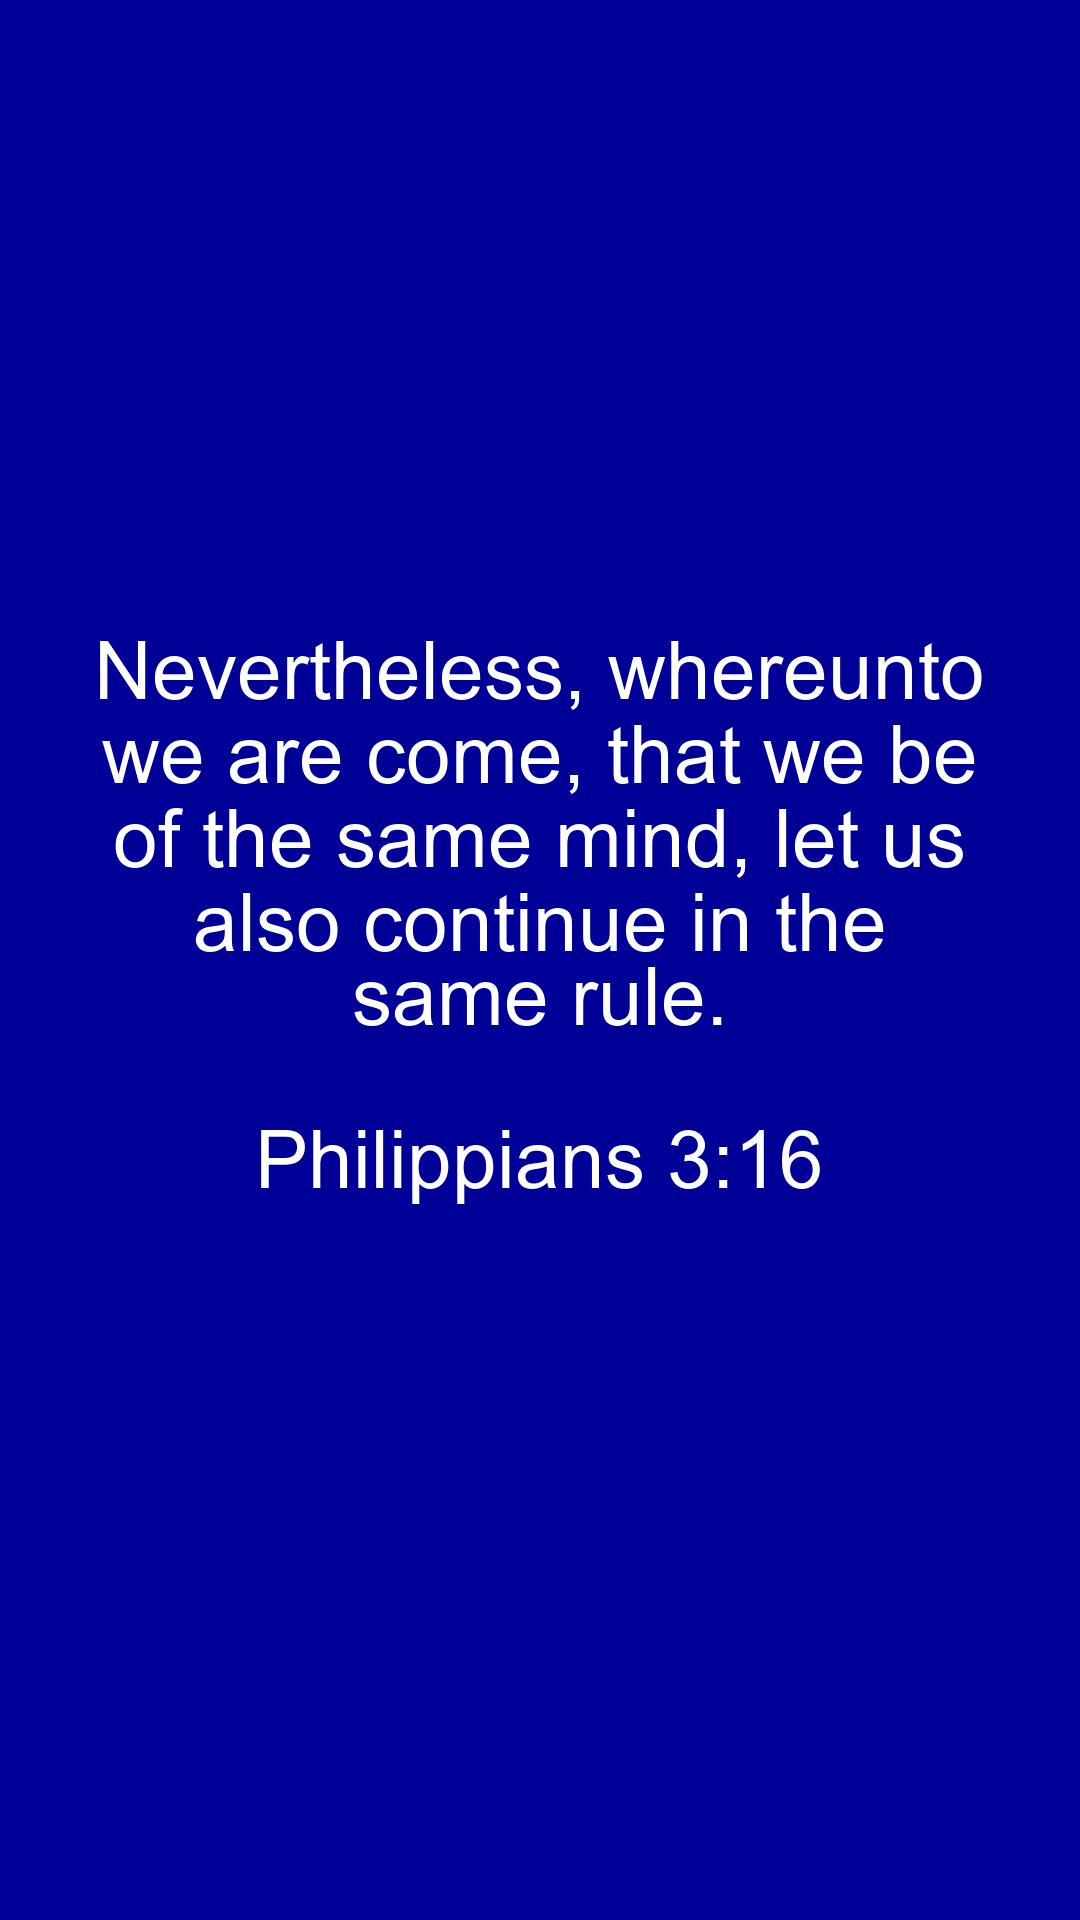 Nevertheless, whereunto
we are come, that we be
of the same mind, let us
also continue in the
same rule.
Philippians 3:16